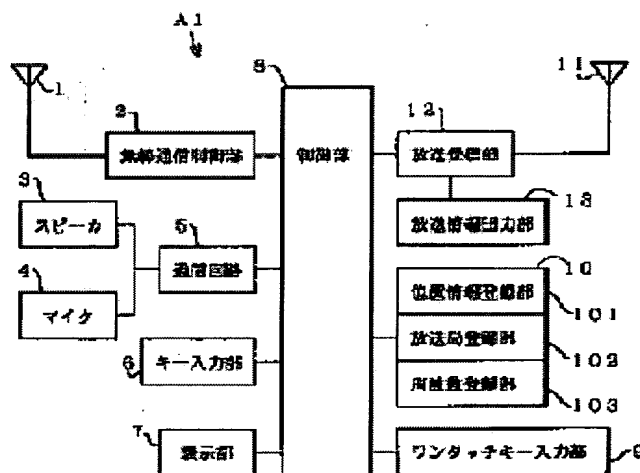 A1
1
2
無線通信制御部
8
制御部
11
12
放送受信部
13
放送情報出力部
3
スピーカ
4
マイク
5
通信回路
10
位置情報登録部
101
放送局登録部
102
周波数登録部
103
6
キー入力部
7
表示部
ワンタッチキー入力部
9